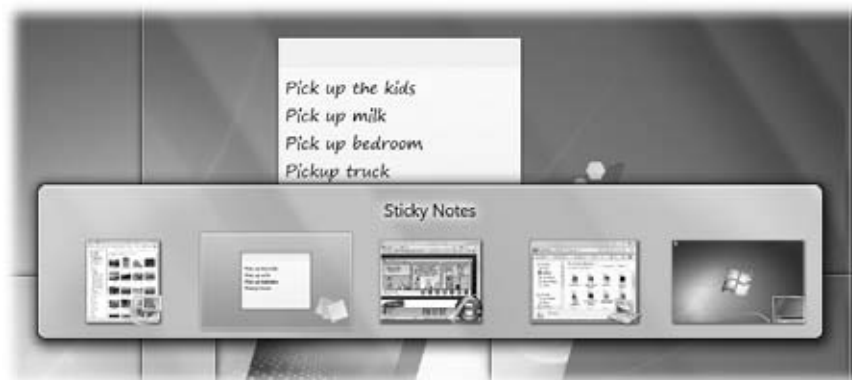 Pick up the kids
Pick up milk
Pick up bedroom
Pickup truck
Sticky Notes